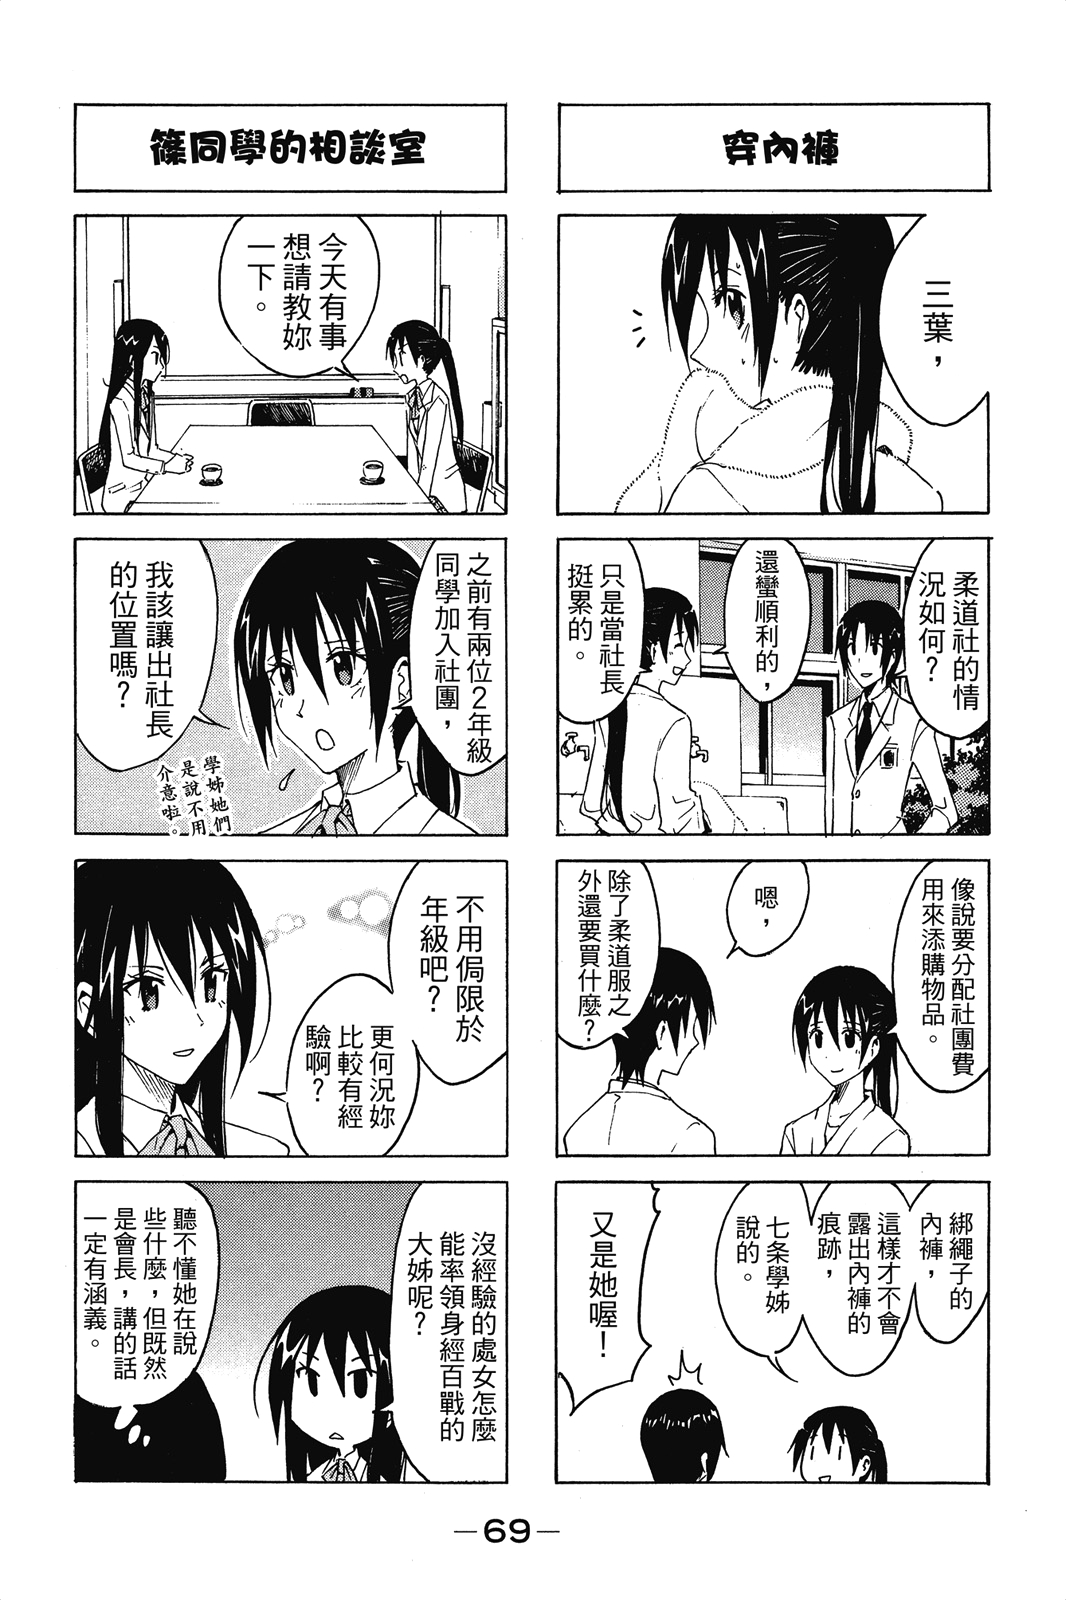 穿內褲
三葉，
柔道社的情
況如何？
還蠻順利的，
只是當社長
挺累的。
像說要分配社團費
用來添購物品。
嗯，
除了柔道服之
外還要買什麼？
綁繩子的
內褲，
這樣才不會
露出內褲的
痕跡，
七条學姊
說的。
又是她喔！
篠同學的相談室
今天有事
想請教妳
一下。
之前有兩位2年級
同學加入社團，
我該讓出社長
的位置嗎？
學姊她們
是說不用
介意啦。
不用侷限於
年級吧？
更何況妳
比較有經
驗啊？
沒經驗的處女怎麼
能率領身經百戰的
大姊呢？
聽不懂她在說
些什麼，但既然
是會長，講的話
一定有涵義。
—69—